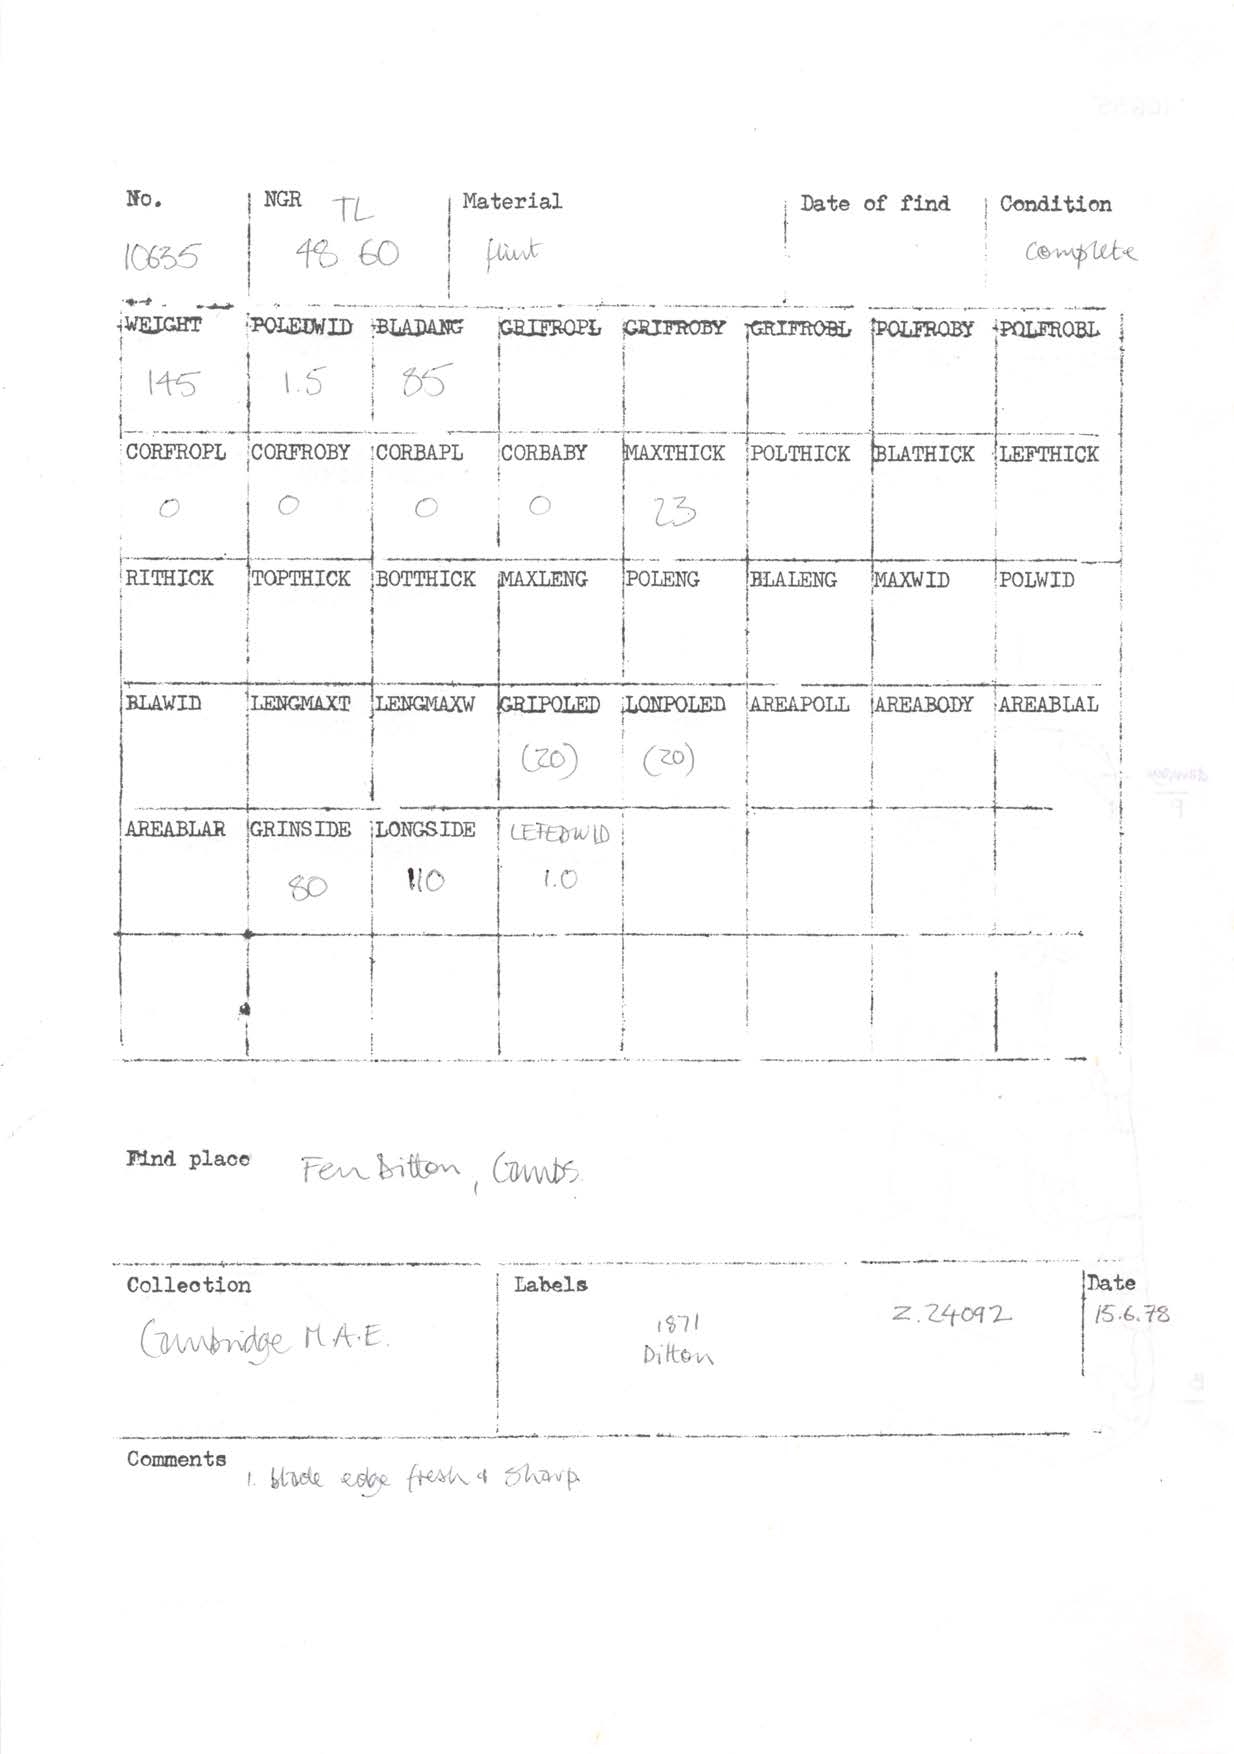 No. NGR TL Material Date of find Condition
10635 48 60 flint complete
WEIGHT POLEDWID BLADANG GRIFROPL GRIFROBY GRIFROBL POLFROBY POLFROBL
145 1.5 85
CORFROPL CORFROBY CORBAPL CORBABY MAXTHICK POLTHICK BLATHICK LEFTHICK
0 0 0 0 23
RITHICK TOPTHICK BOTTHICK MAXLENG POLENG BLALENG MAXWID POLWID
BLAWID LENGMAXT LENGMAXW GRIPOLED LONPOLED AREAPOLL AREABODY AREABLAL
(20) (20)
AREABLAR GRINSIDE LONGSIDE LEFEDWID
80 110 1.0
Find place Fen Ditton, Cambs.
Collection Labels Date
Cambridge M.A.E. 1871 Z.24092 15.6.78
Ditton
Comments 1. blade edge fresh & sharp